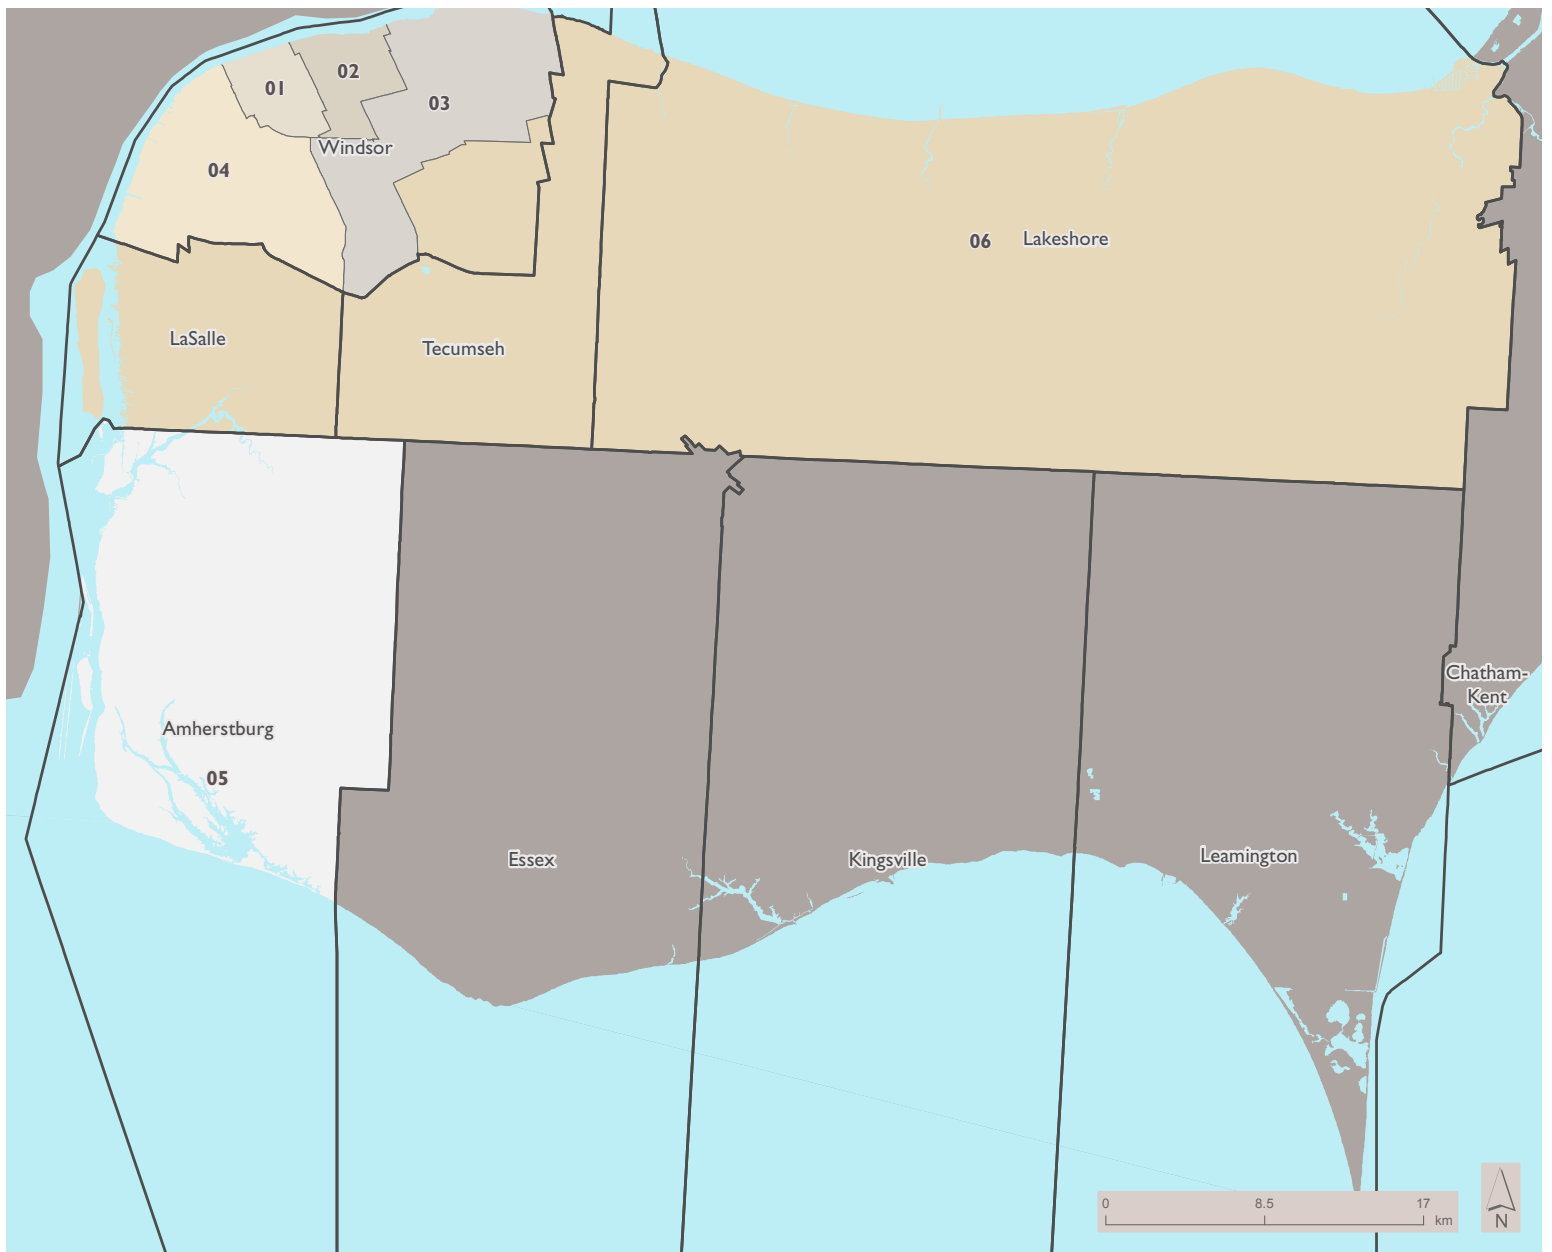 01
02
03
Windsor
04
06
Lakeshore
LaSalle
Tecumseh
Chatham-
Kent
Amherstburg
05
Essex
Kingsville
Leamington
0
8.5
17
km
N